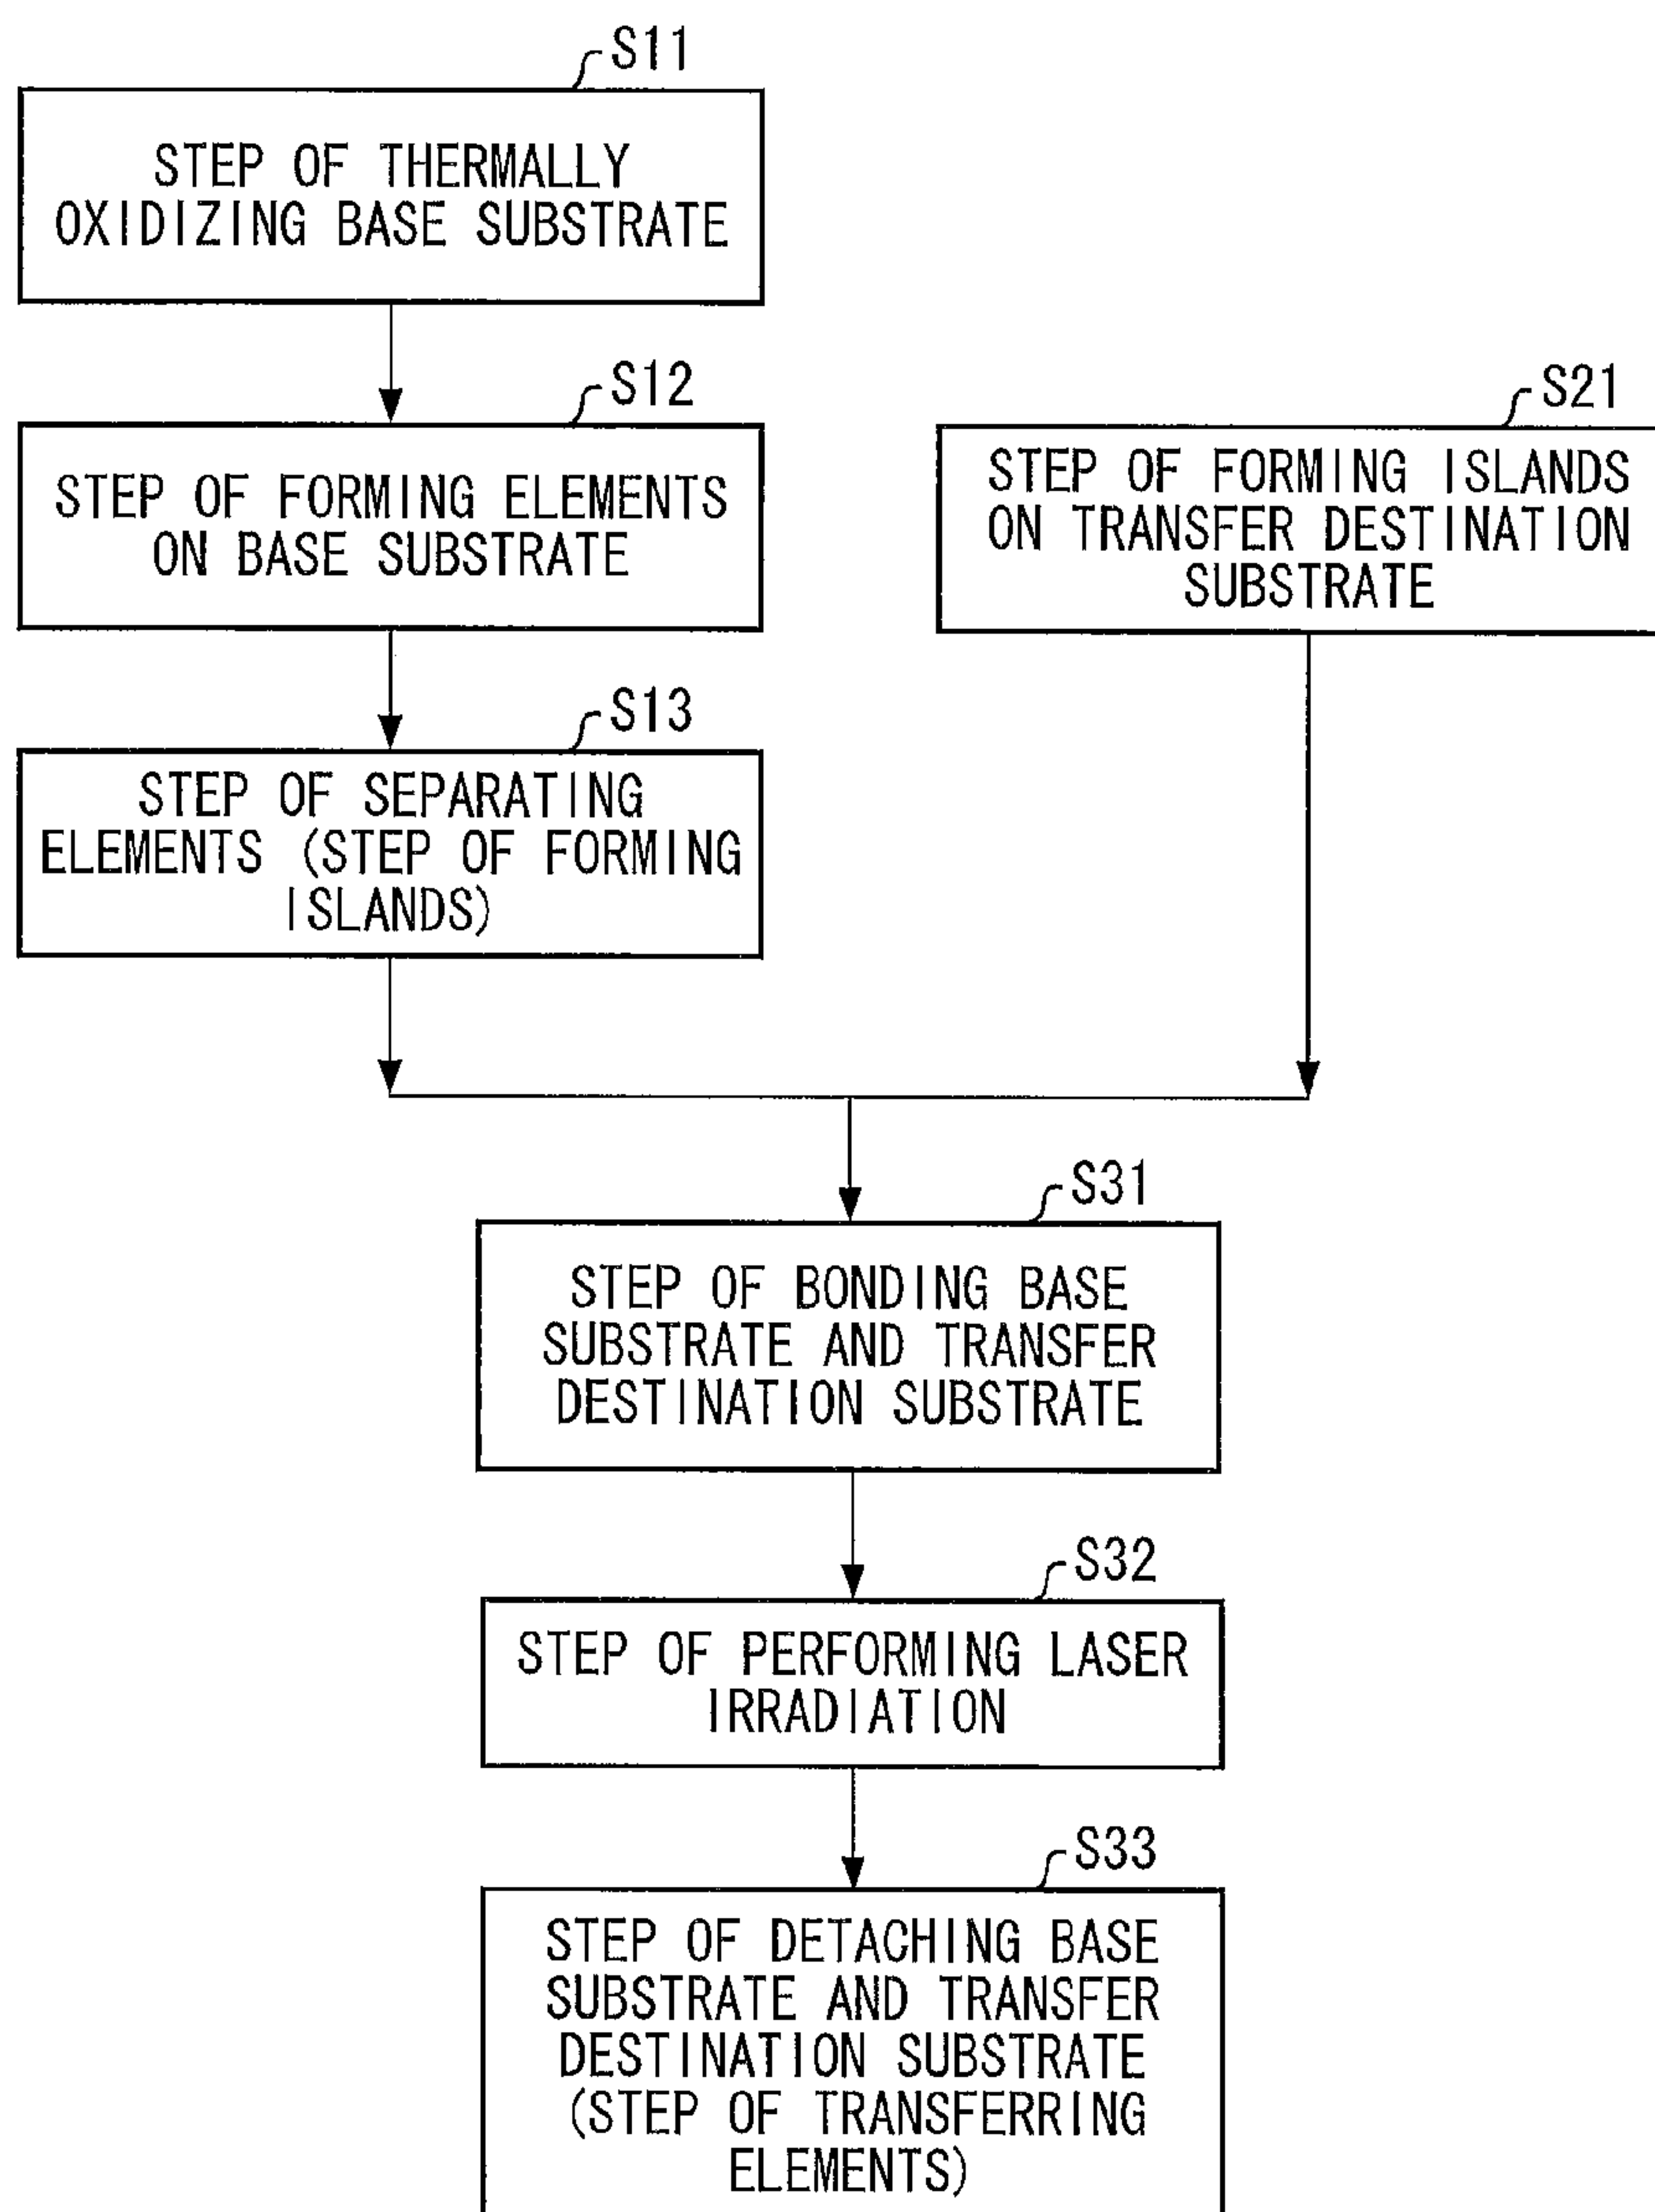 S11
STEP OF THERMALLY
OXIDIZING BASE SUBSTRATE
S12
STEP OF FORMING ELEMENTS
ON BASE SUBSTRATE
S21
STEP OF FORMING ISLANDS
ON TRANSFER DESTINATION
SUBSTRATE
S13
STEP OF SEPARATING
ELEMENTS (STEP OF FORMING
ISLANDS)
S31
STEP OF BONDING BASE
SUBSTRATE AND TRANSFER
DESTINATION SUBSTRATE
S32
STEP OF PERFORMING LASER
IRRADIATION
S33
STEP OF DETACHING BASE
SUBSTRATE AND TRANSFER
DESTINATION SUBSTRATE
(STEP OF TRANSFERRING
ELEMENTS)